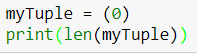 myTuple = (0)
print(len(myTuple))